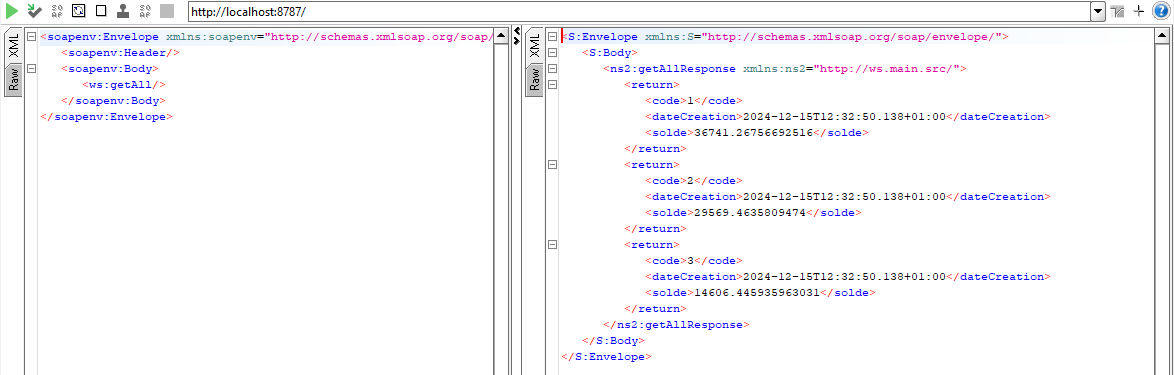 http://localhost:8787/
XML
Raw
<soapenv:Envelope xmlns:soapenv="http://schemas.xmlsoap.org/soap/
<soapenv:Header/>
<soapenv:Body>
<ws:getAll/>
</soapenv:Body>
</soapenv:Envelope>
XML
Raw
<S:Envelope xmlns:S="http://schemas.xmlsoap.org/soap/envelope/">
<S:Body>
<ns2:getAllResponse xmlns:ns2="http://ws.main.src/">
<return>
<code>1</code>
<dateCreation>2024-12-15T12:32:50.138+01:00</dateCreation>
<solde>36741.26756692516</solde>
</return>
<return>
<code>2</code>
<dateCreation>2024-12-15T12:32:50.138+01:00</dateCreation>
<solde>29569.4635809474</solde>
</return>
<return>
<code>3</code>
<dateCreation>2024-12-15T12:32:50.138+01:00</dateCreation>
<solde>14606.445935963031</solde>
</return>
</ns2:getAllResponse>
</S:Body>
</S:Envelope>